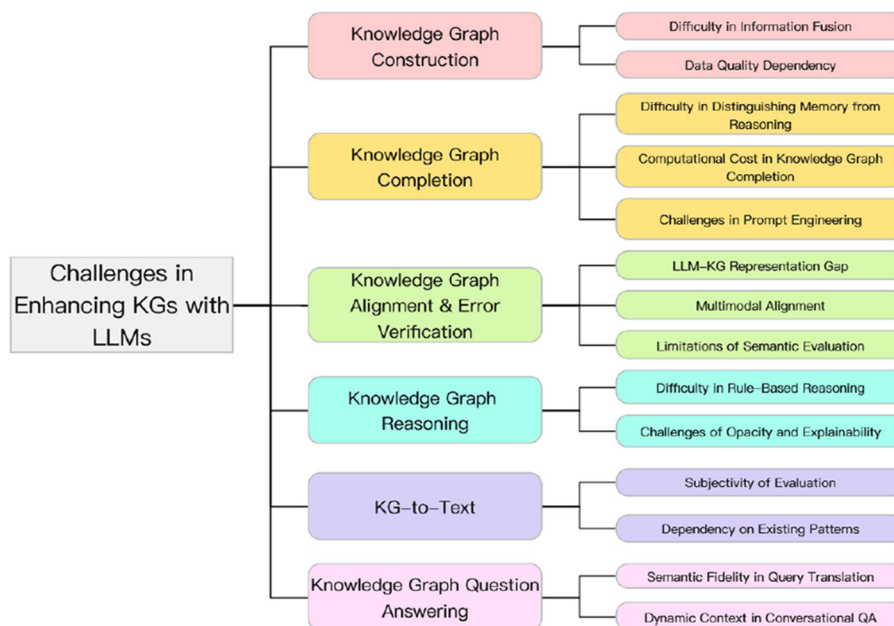 Challenges in
Enhancing KGs with
LLMs
Knowledge Graph
Construction
Difficulty in Information Fusion
Data Quality Dependency
Knowledge Graph
Completion
Difficulty in Distinguishing Memory from
Reasoning
Computational Cost in Knowledge Graph
Completion
Challenges in Prompt Engineering
Knowledge Graph
Alignment & Error
Verification
LLM–KG Representation Gap
Multimodal Alignment
Limitations of Semantic Evaluation
Knowledge Graph
Reasoning
Difficulty in Rule–Based Reasoning
Challenges of Opacity and Explainability
KG–to–Text
Subjectivity of Evaluation
Dependency on Existing Patterns
Knowledge Graph Question
Answering
Semantic Fidelity in Query Translation
Dynamic Context in Conversational QA